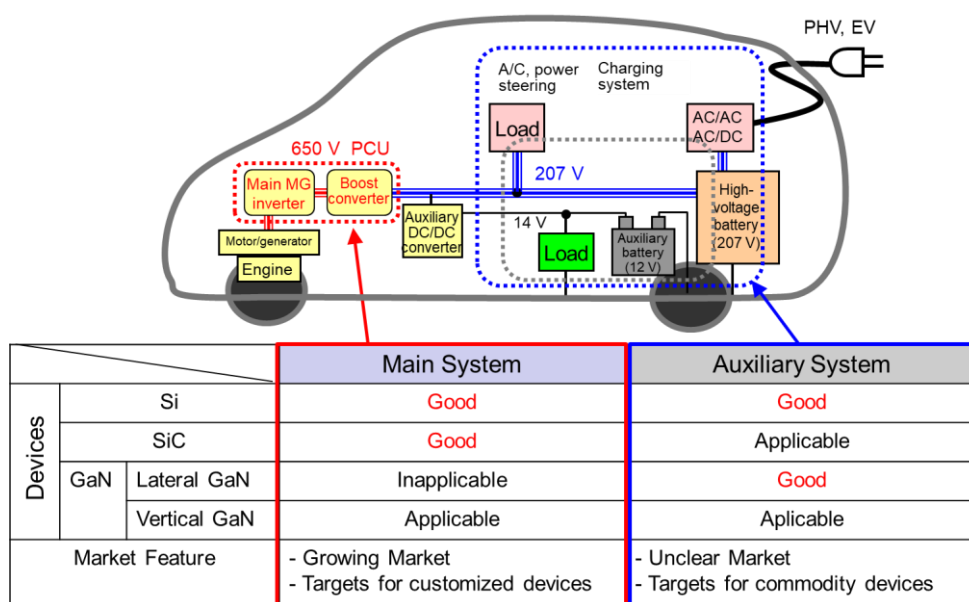 PHV, EV
A/C, power
steering
Charging
system
Load
AC/AC
AC/DC
650 V PCU
207 V
Main MG
inverter
Boost
converter
High-
voltage
battery
(207 V)
Auxiliary
DC/DC
converter
14 V
Load
Auxiliary
battery
(12 V)
Motor/generator
Engine
Main System
Auxiliary System
Devices
Si
Good
Good
SiC
Good
Applicable
GaN
Lateral GaN
Inapplicable
Good
Vertical GaN
Applicable
Aplicable
Market Feature
- Growing Market
- Targets for customized devices
- Unclear Market
- Targets for commodity devices